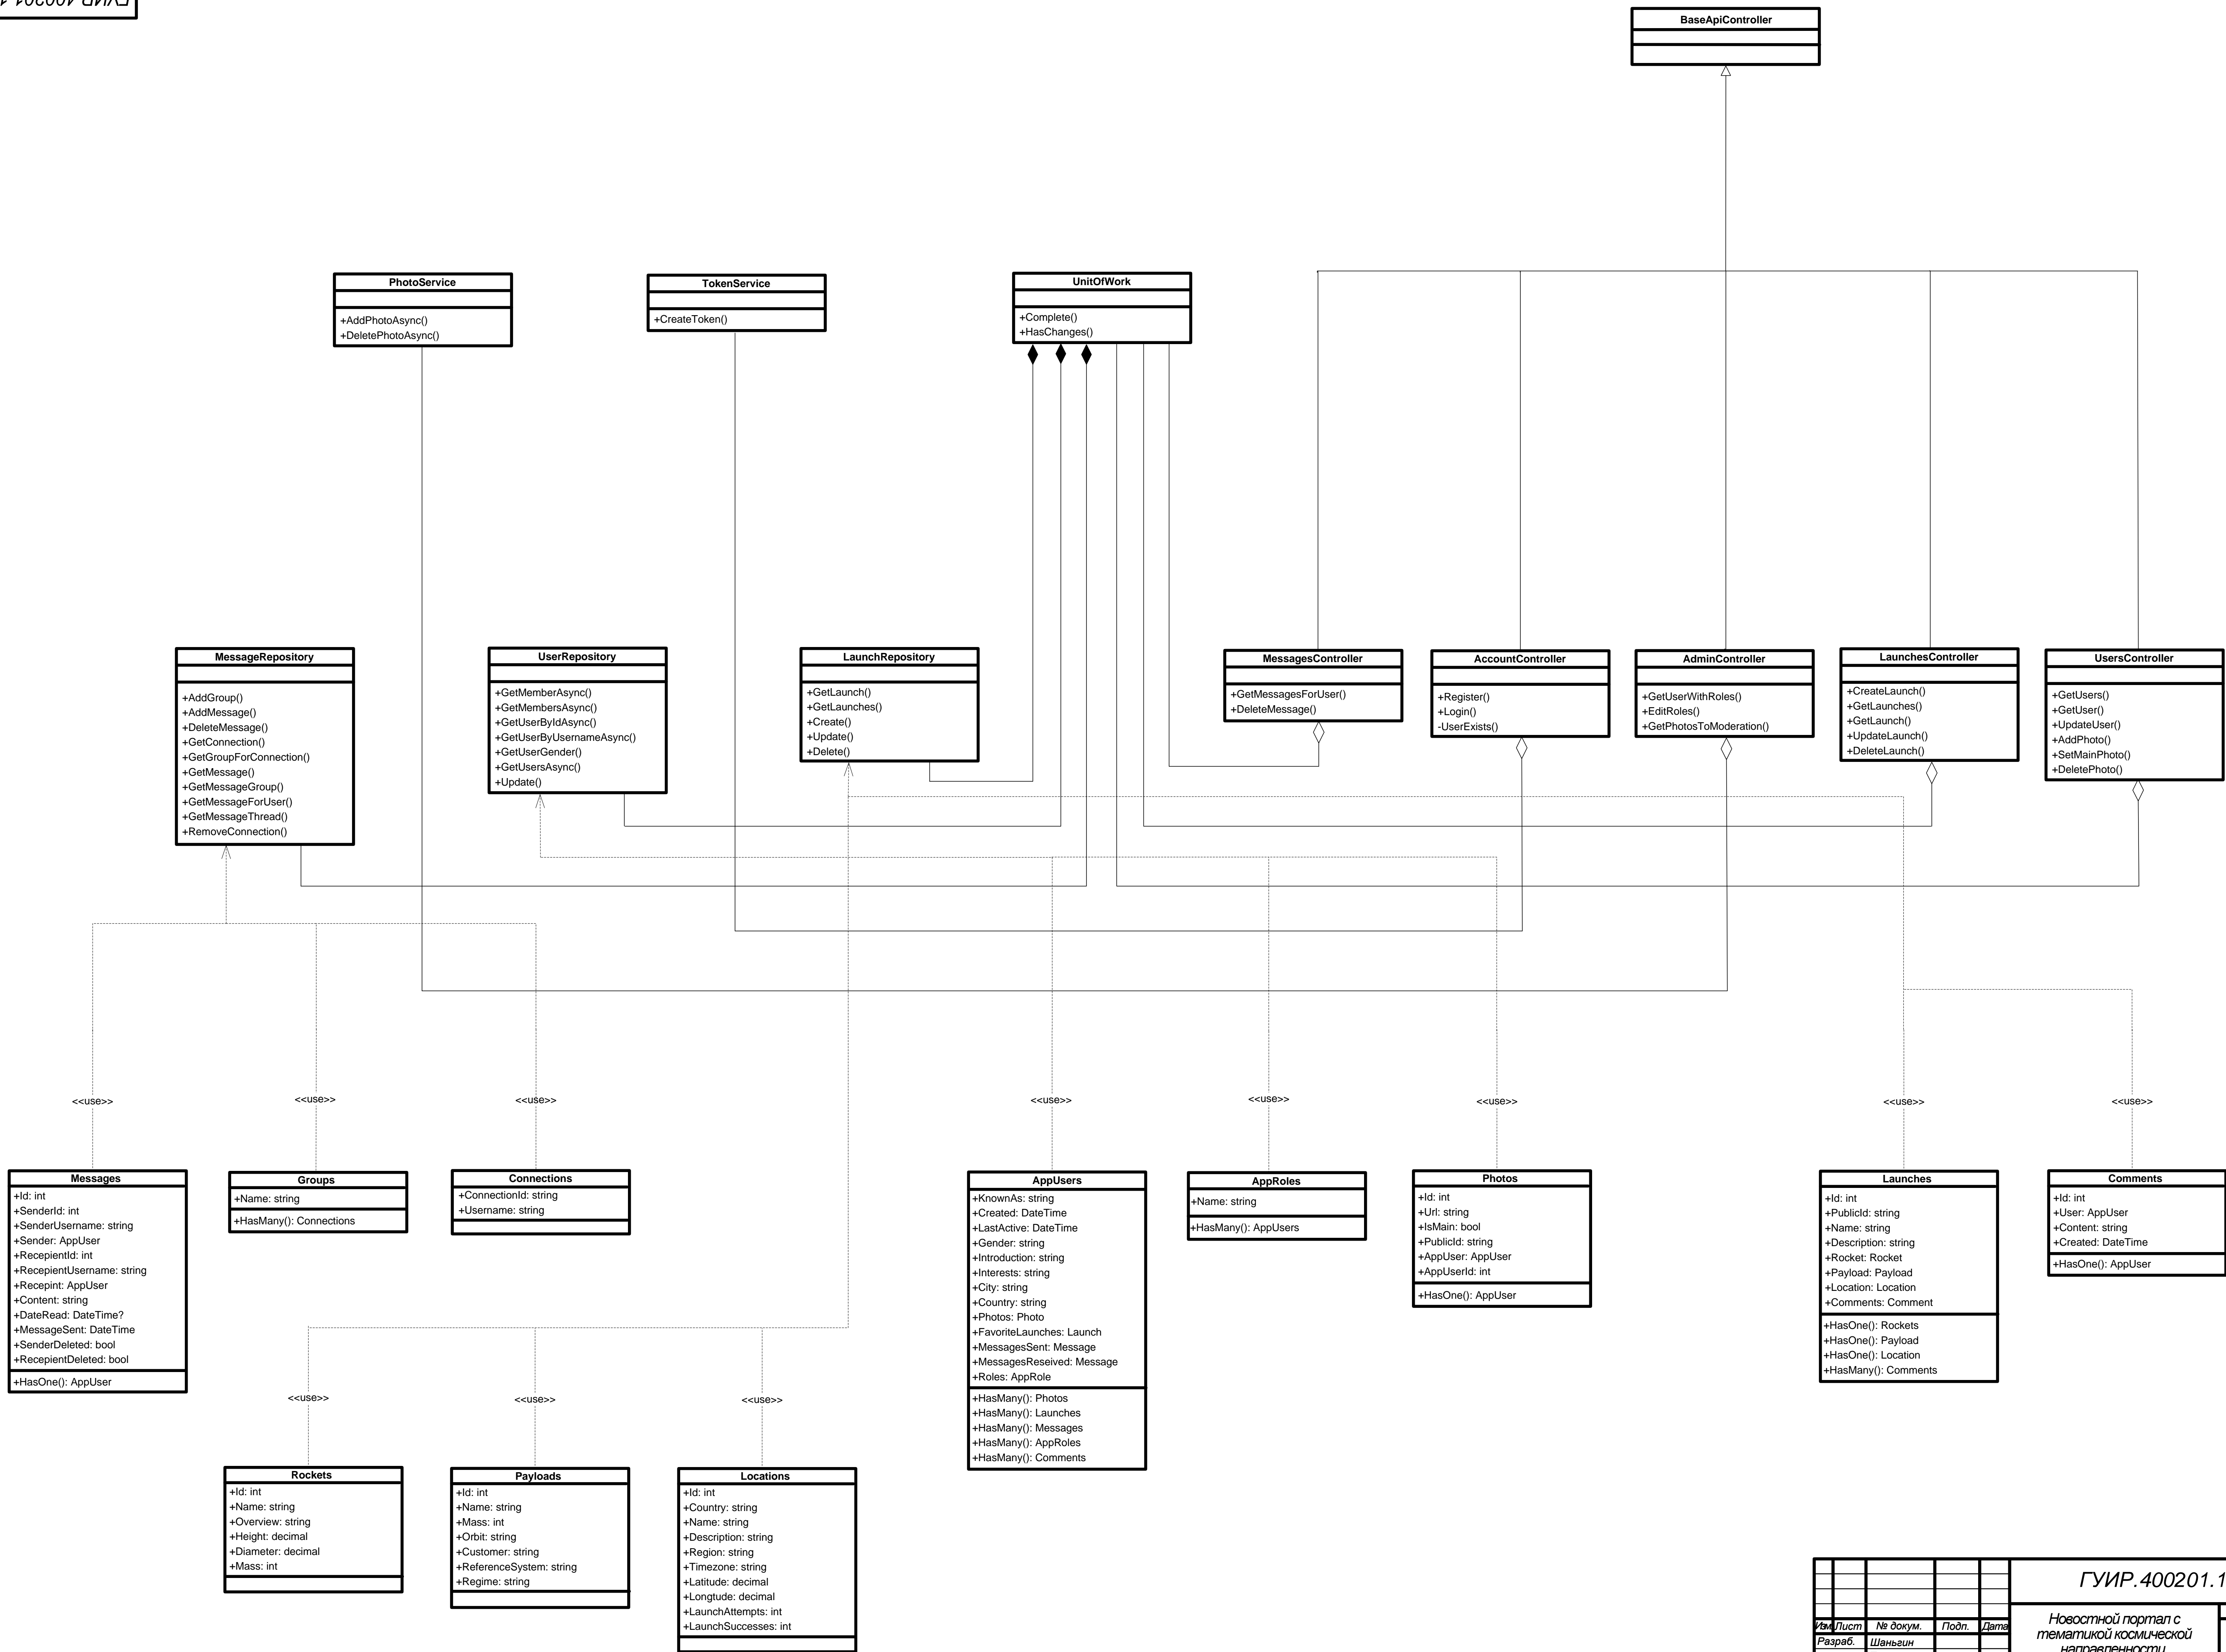 ГУИР.400201.1
BaseApiController
PhotoService
+AddPhotoAsync()
+DeletePhotoAsync()
TokenService
+CreateToken()
UnitOfWork
+Complete()
+HasChanges()
MessageRepository
+AddGroup()
+AddMessage()
+DeleteMessage()
+GetConnection()
+GetGroupForConnection()
+GetMessage()
+GetMessageGroup()
+GetMessageForUser()
+GetMessageThread()
+RemoveConnection()
UserRepository
+GetMemberAsync()
+GetMembersAsync()
+GetUserByIdAsync()
+GetUserByUsernameAsync()
+GetUserGender()
+GetUsersAsync()
+Update()
LaunchRepository
+GetLaunch()
+GetLaunches()
+Create()
+Update()
+Delete()
MessagesController
+GetMessagesForUser()
+DeleteMessage()
AccountController
+Register()
+Login()
-UserExists()
AdminController
+GetUserWithRoles()
+EditRoles()
+GetPhotosToModeration()
LaunchesController
+CreateLaunch()
+GetLaunches()
+GetLaunch()
+UpdateLaunch()
+DeleteLaunch()
UsersController
+GetUsers()
+GetUser()
+UpdateUser()
+AddPhoto()
+SetMainPhoto()
+DeletePhoto()
<<use>>
<<use>>
<<use>>
<<use>>
<<use>>
<<use>>
<<use>>
<<use>>
Messages
+Id: int
+SenderId: int
+SenderUsername: string
+Sender: AppUser
+RecepientId: int
+RecepientUsername: string
+Recepint: AppUser
+Content: string
+DateRead: DateTime?
+MessageSent: DateTime
+SenderDeleted: bool
+RecepientDeleted: bool
+HasOne(): AppUser
Groups
+Name: string
+HasMany(): Connections
Connections
+ConnectionId: string
+Username: string
AppUsers
+KnownAs: string
+Created: DateTime
+LastActive: DateTime
+Gender: string
+Introduction: string
+Interests: string
+City: string
+Country: string
+Photos: Photo
+FavoriteLaunches: Launch
+MessagesSent: Message
+MessagesReseived: Message
+Roles: AppRole
+HasMany(): Photos
+HasMany(): Launches
+HasMany(): Messages
+HasMany(): AppRoles
+HasMany(): Comments
AppRoles
+Name: string
+HasMany(): AppUsers
Photos
+Id: int
+Url: string
+IsMain: bool
+PublicId: string
+AppUser: AppUser
+AppUserId: int
+HasOne(): AppUser
Launches
+Id: int
+PublicId: string
+Name: string
+Description: string
+Rocket: Rocket
+Payload: Payload
+Location: Location
+Comments: Comment
+HasOne(): Rockets
+HasOne(): Payload
+HasOne(): Location
+HasMany(): Comments
Comments
+Id: int
+User: AppUser
+Content: string
+Created: DateTime
+HasOne(): AppUser
<<use>>
<<use>>
<<use>>
Rockets
+Id: int
+Name: string
+Overview: string
+Height: decimal
+Diameter: decimal
+Mass: int
Payloads
+Id: int
+Name: string
+Mass: int
+Orbit: string
+Customer: string
+ReferenceSystem: string
+Regime: string
Locations
+Id: int
+Country: string
+Name: string
+Description: string
+Region: string
+Timezone: string
+Latitude: decimal
+Longtude: decimal
+LaunchAttempts: int
+LaunchSuccesses: int
ГУИР.400201.1
Изм Лист № докум. Подп. Дата
Разраб. Шаньгин
Новостной портал с
тематикой космической
направленности